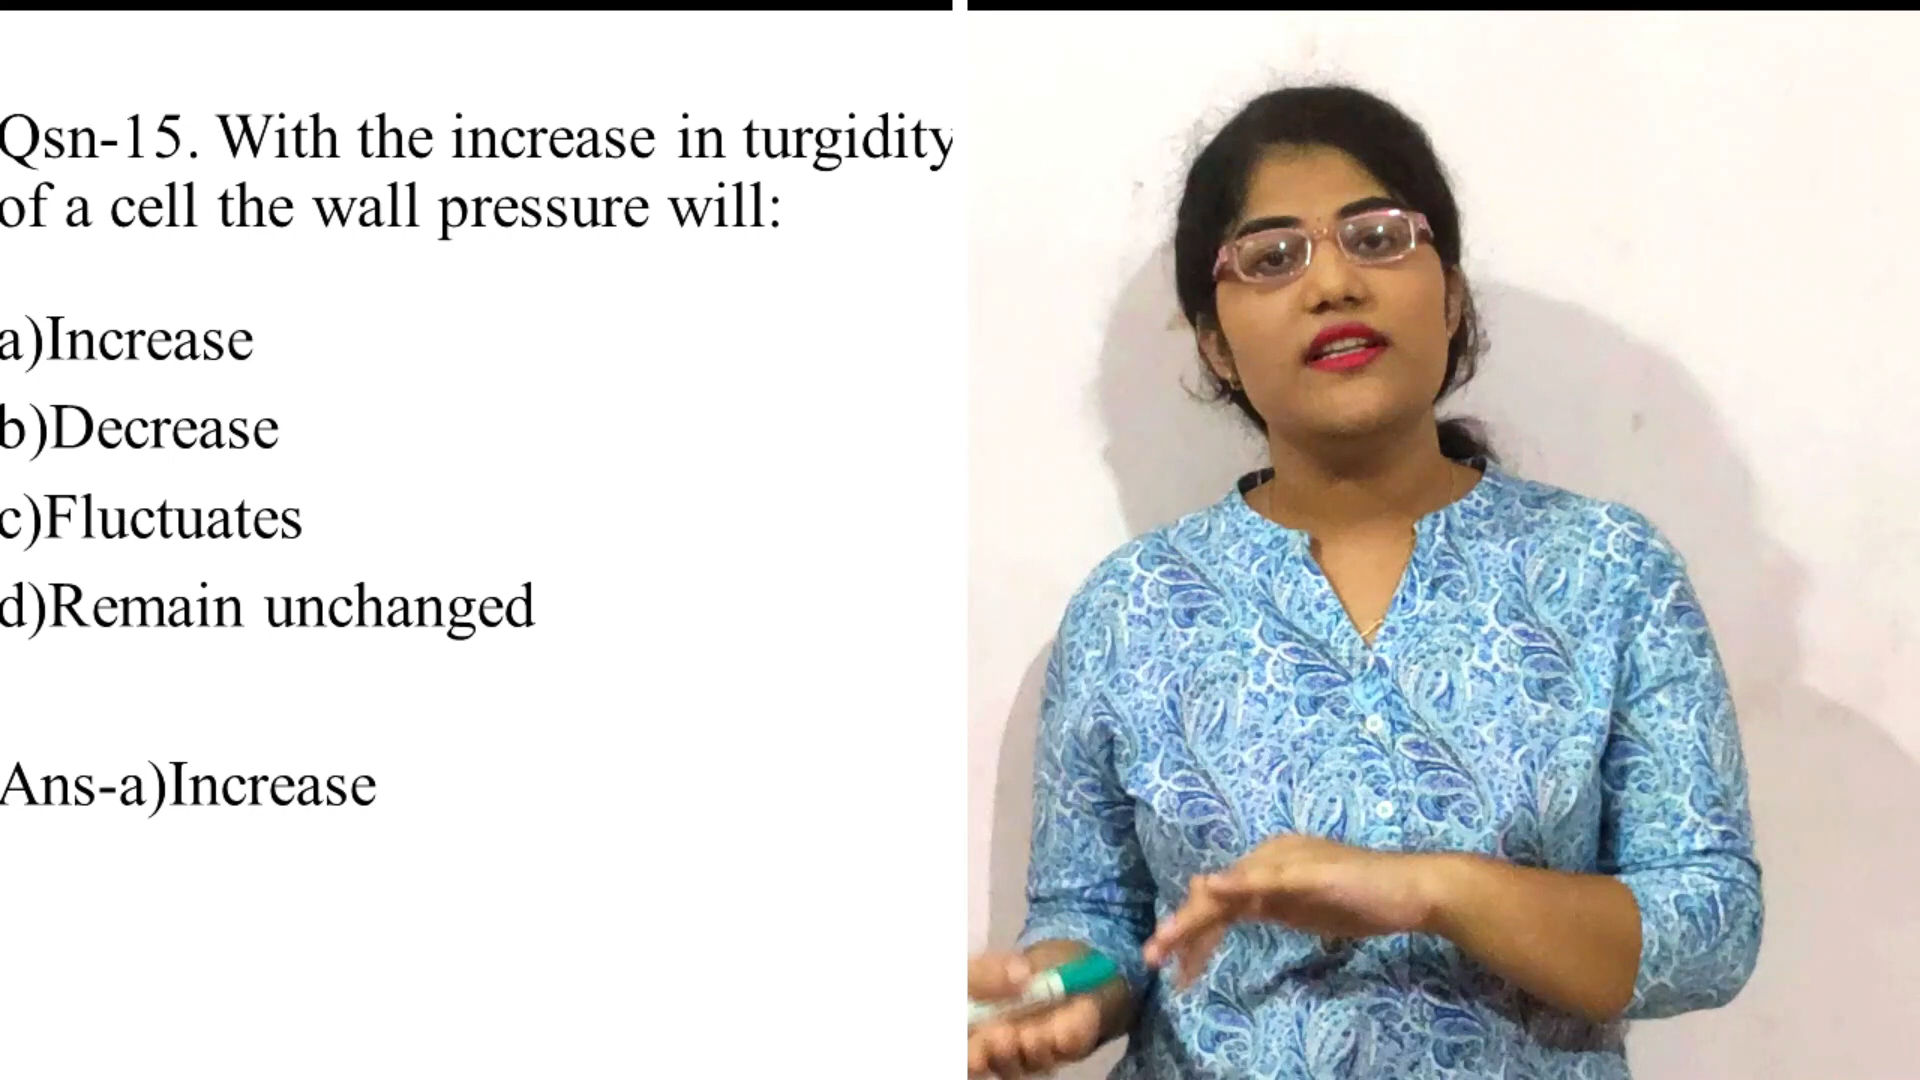 Qsn-15. With the increase in turgidity
of a cell the wall pressure will:
a)Increase
b)Decrease
c)Fluctuates
d)Remain unchanged
Ans-a)Increase